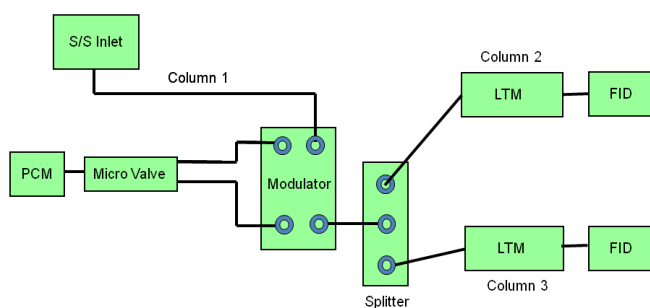 S/S Inlet
Column 1
Column 2
LTM
FID
PCM
Micro Valve
Modulator
LTM
FID
Column 3
Splitter